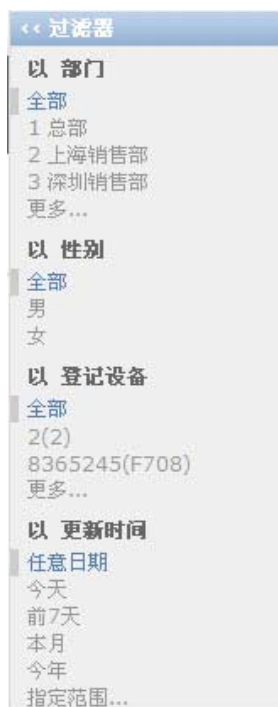 << 过滤器
以 部门
全部
1 总部
2 上海销售部
3 深圳销售部
更多...
以 性别
全部
男
女
以 登记设备
全部
2(2)
8365245(F708)
更多...
以 更新时间
任意日期
今天
前7天
本月
今年
指定范围...